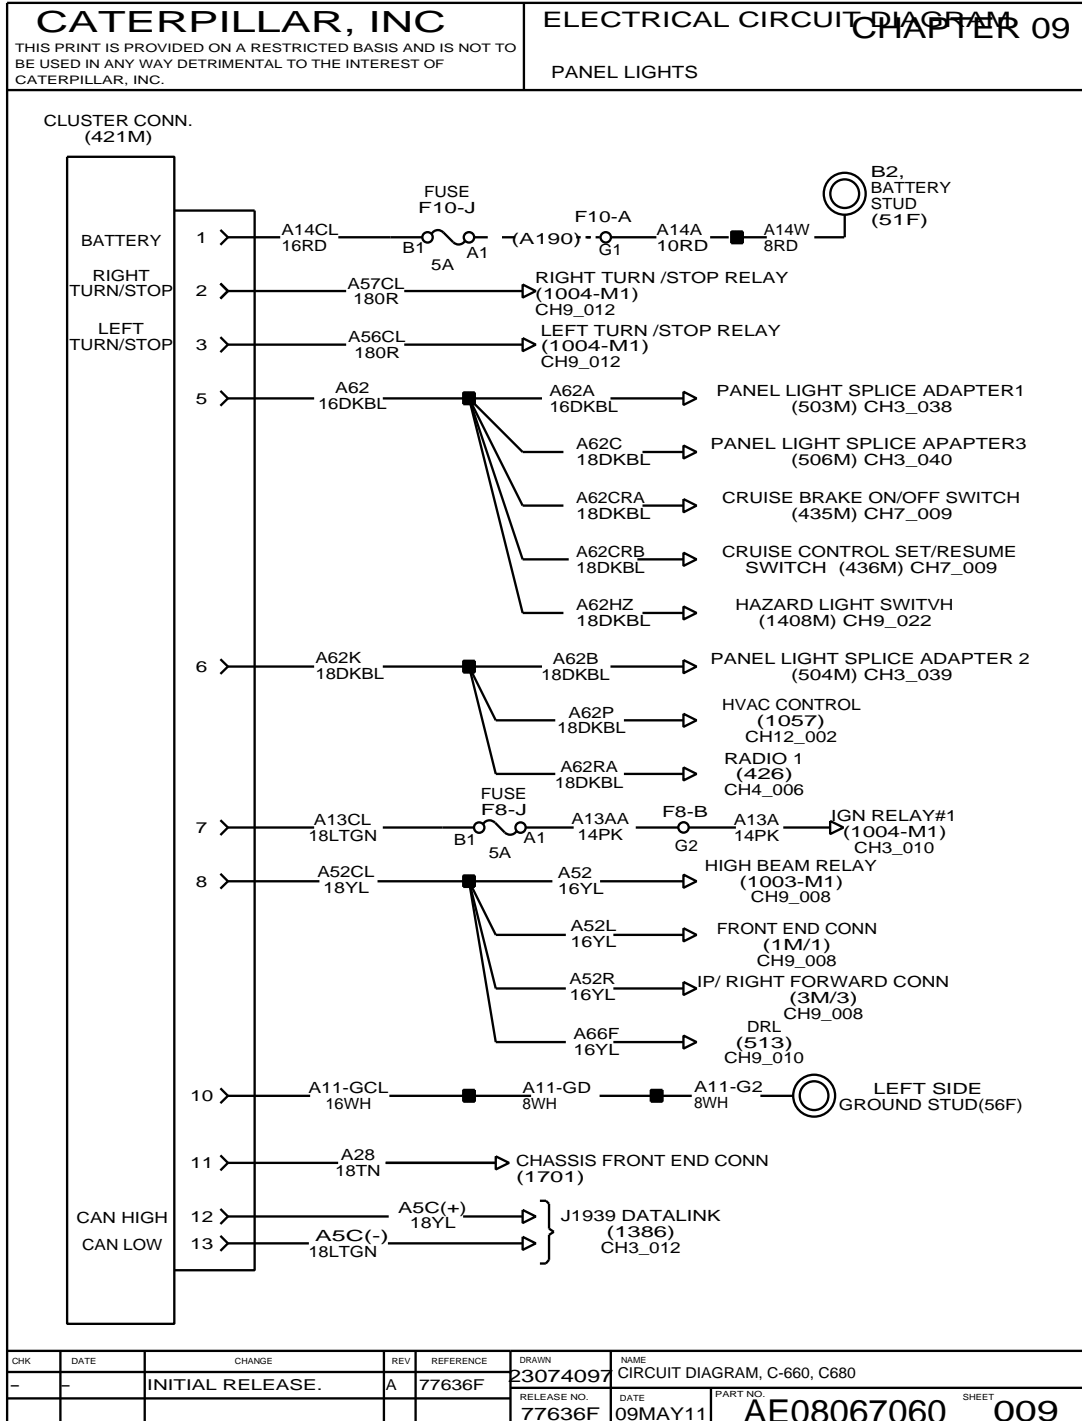 CATERPILLAR, INC
THIS PRINT IS PROVIDED ON A RESTRICTED BASIS AND IS NOT TO
BE USED IN ANY WAY DETRIMENTAL TO THE INTEREST OF
CATERPILLAR, INC.
ELECTRICAL CIRCUIT DIAGRAM
CHAPTER 09
PANEL LIGHTS
CLUSTER CONN.
(421M)
BATTERY 1
A14CL
16RD
FUSE
F10-J
B1 A1
5A
(A190)
F10-A
G1
A14A
10RD
A14W
8RD
B2,
BATTERY
STUD
(51F)
RIGHT
TURN/STOP 2
A57CL
180R
RIGHT TURN /STOP RELAY
(1004-M1)
CH9_012
LEFT
TURN/STOP 3
A56CL
180R
LEFT TURN /STOP RELAY
(1004-M1)
CH9_012
5
A62
16DKBL
A62A
16DKBL
PANEL LIGHT SPLICE ADAPTER1
(503M) CH3_038
A62C
18DKBL
PANEL LIGHT SPLICE APAPTER3
(506M) CH3_040
A62CRA
18DKBL
CRUISE BRAKE ON/OFF SWITCH
(435M) CH7_009
A62CRB
18DKBL
CRUISE CONTROL SET/RESUME
SWITCH (436M) CH7_009
A62HZ
18DKBL
HAZARD LIGHT SWITVH
(1408M) CH9_022
6
A62K
18DKBL
A62B
18DKBL
PANEL LIGHT SPLICE ADAPTER 2
(504M) CH3_039
A62P
18DKBL
HVAC CONTROL
(1057)
CH12_002
A62RA
18DKBL
RADIO 1
(426)
CH4_006
7
A13CL
18LTGN
FUSE
F8-J
B1 A1
5A
A13AA
14PK
F8-B
G2
A13A
14PK
IGN RELAY#1
(1004-M1)
CH3_010
8
A52CL
18YL
A52
16YL
HIGH BEAM RELAY
(1003-M1)
CH9_008
A52L
16YL
FRONT END CONN
(1M/1)
CH9_008
A52R
16YL
IP/ RIGHT FORWARD CONN
(3M/3)
CH9_008
A66F
16YL
DRL
(513)
CH9_010
10
A11-GCL
16WH
A11-GD
8WH
A11-G2
8WH
LEFT SIDE
GROUND STUD(56F)
11
A28
18TN
CHASSIS FRONT END CONN
(1701)
CAN HIGH 12
A5C(+)
18YL
CAN LOW 13
A5C(-)
18LTGN
J1939 DATALINK
(1386)
CH3_012
CHK DATE CHANGE REV REFERENCE
– – INITIAL RELEASE. A 77636F
DRAWN
23074097
NAME
CIRCUIT DIAGRAM, C-660, C680
RELEASE NO.
77636F
DATE
09MAY11
PART NO.
AE08067060
SHEET
009